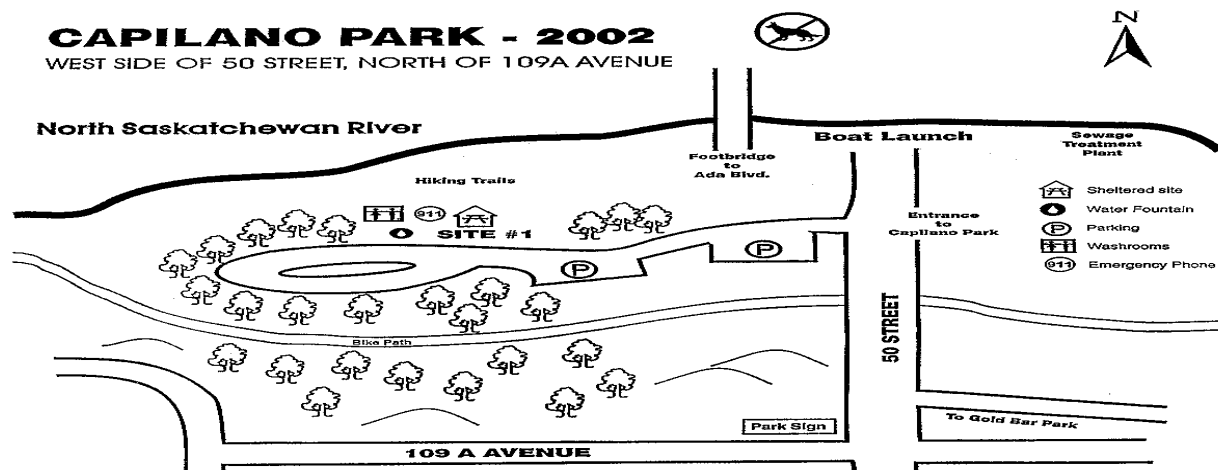 CAPILANO PARK - 2002
WEST SIDE OF 50 STREET, NORTH OF 109A AVENUE
N
North Saskatchewan River
Boat Launch
Sewage
Treatment
Plant
Footbridge
to
Ada Blvd.
Hiking Trails
911
SITE #1
Entrance
to
Capilano Park
Sheltered site
Water Fountain
P
Parking
Washrooms
911
Emergency Phone
P
P
50 STREET
Bike Path
Park Sign
To Gold Bar Park
109 A AVENUE